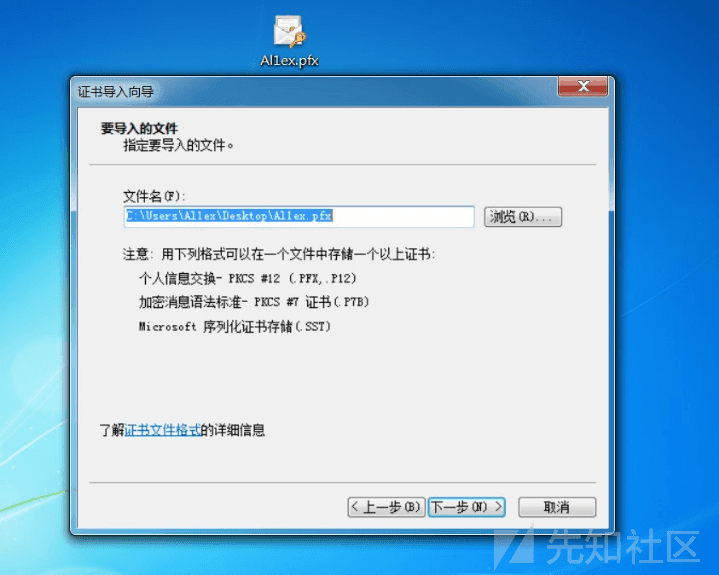 Al1ex.pfx
证书导入向导
要导入的文件
指定要导入的文件。
文件名(F):
C:\Users\Al1ex\Desktop\Al1ex.pfx
浏览(R)...
注意: 用下列格式可以在一个文件中存储一个以上证书:
个人信息交换- PKCS #12 (.PFX,.P12)
加密消息语法标准- PKCS #7 证书(.P7B)
Microsoft 序列化证书存储(.SST)
了解证书文件格式的详细信息
< 上一步(B)
下一步(N) >
取消
先知社区